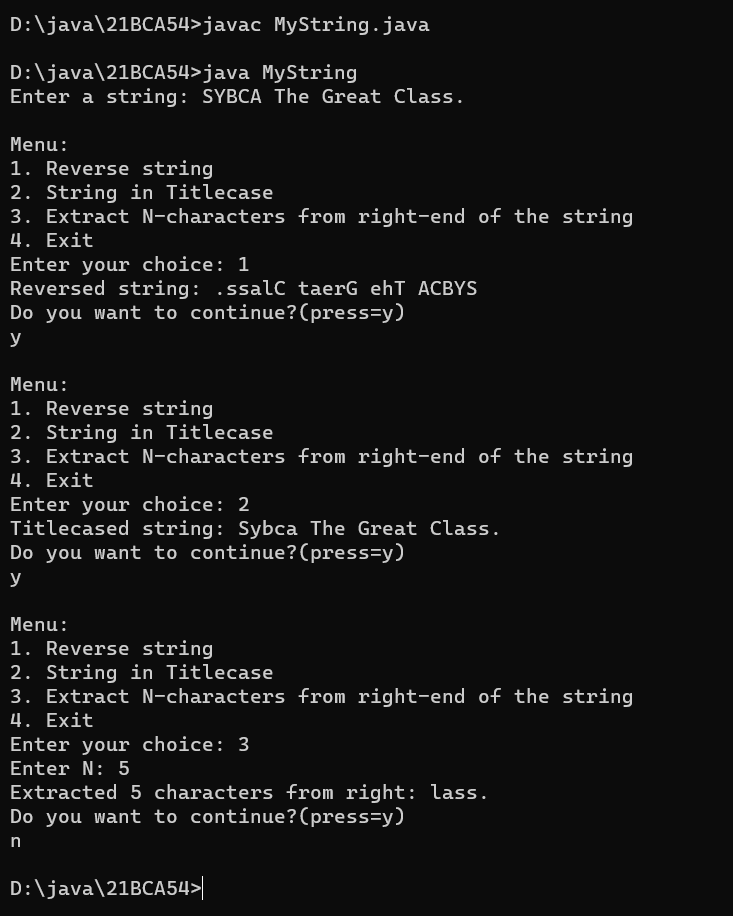 D:\java\21BCA54>javac MyString.java
D:\java\21BCA54>java MyString
Enter a string: SYBCA The Great Class.
Menu:
1. Reverse string
2. String in Titlecase
3. Extract N-characters from right-end of the string
4. Exit
Enter your choice: 1
Reversed string: .ssalC taerG ehT ACBYS
Do you want to continue?(press=y)
y
Menu:
1. Reverse string
2. String in Titlecase
3. Extract N-characters from right-end of the string
4. Exit
Enter your choice: 2
Titlecased string: Sybca The Great Class.
Do you want to continue?(press=y)
y
Menu:
1. Reverse string
2. String in Titlecase
3. Extract N-characters from right-end of the string
4. Exit
Enter your choice: 3
Enter N: 5
Extracted 5 characters from right: lass.
Do you want to continue?(press=y)
n
D:\java\21BCA54>